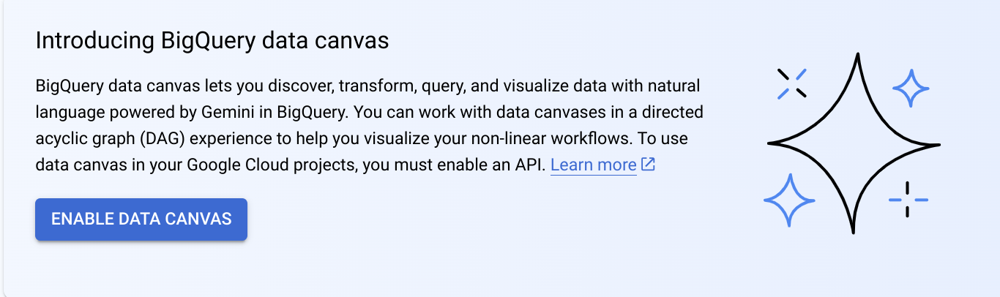 Introducing BigQuery data canvas
BigQuery data canvas lets you discover, transform, query, and visualize data with natural
language powered by Gemini in BigQuery. You can work with data canvases in a directed
acyclic graph (DAG) experience to help you visualize your non-linear workflows. To use
data canvas in your Google Cloud projects, you must enable an API. Learn more
ENABLE DATA CANVAS